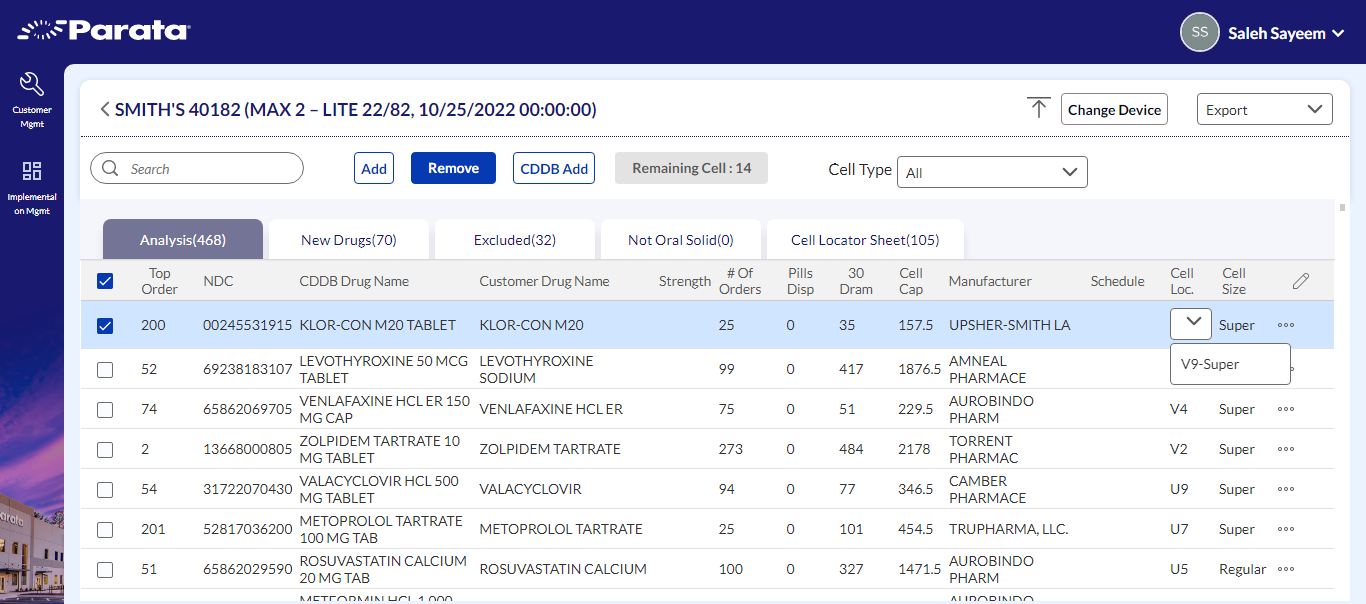 Parata
SS
Saleh Sayeem
Customer
Mgmt
Implementati
on Mgmt
SMITH'S 40182 (MAX 2 – LITE 22/82, 10/25/2022 00:00:00)
Change Device
Export
Search
Add
Remove
CDDB Add
Remaining Cell : 14
Cell Type
All
Analysis(468)
New Drugs(70)
Excluded(32)
Not Oral Solid(0)
Cell Locator Sheet(105)
Top Order NDC CDDB Drug Name Customer Drug Name Strength # Of Orders Pills Disp 30 Dram Cell Cap Manufacturer Schedule Cell Loc. Cell Size
200 00245531915 KLOR-CON M20 TABLET KLOR-CON M20 25 0 35 157.5 UPSHER-SMITH LA Super
V9-Super
52 69238183107 LEVOTHYROXINE 50 MCG TABLET LEVOTHYROXINE SODIUM 99 0 417 1876.5 AMNEAL PHARMACE
74 65862069705 VENLAFAXINE HCL ER 150 MG CAP VENLAFAXINE HCL ER 75 0 51 229.5 AUROBINDO PHARM V4 Super
2 13668000805 ZOLPIDEM TARTRATE 10 MG TABLET ZOLPIDEM TARTRATE 273 0 484 2178 TORRENT PHARMAC V2 Super
54 31722070430 VALACYCLOVIR HCL 500 MG TABLET VALACYCLOVIR 94 0 77 346.5 CAMBER PHARMACE U9 Super
201 52817036200 METOPROLOL TARTRATE 100 MG TAB METOPROLOL TARTRATE 25 0 101 454.5 TRUPHARMA, LLC. U7 Super
51 65862029590 ROSUVASTATIN CALCIUM 20 MG TAB ROSUVASTATIN CALCIUM 100 0 327 1471.5 AUROBINDO PHARM U5 Regular
METFORMIN HCL 1,000 AUROBINDO